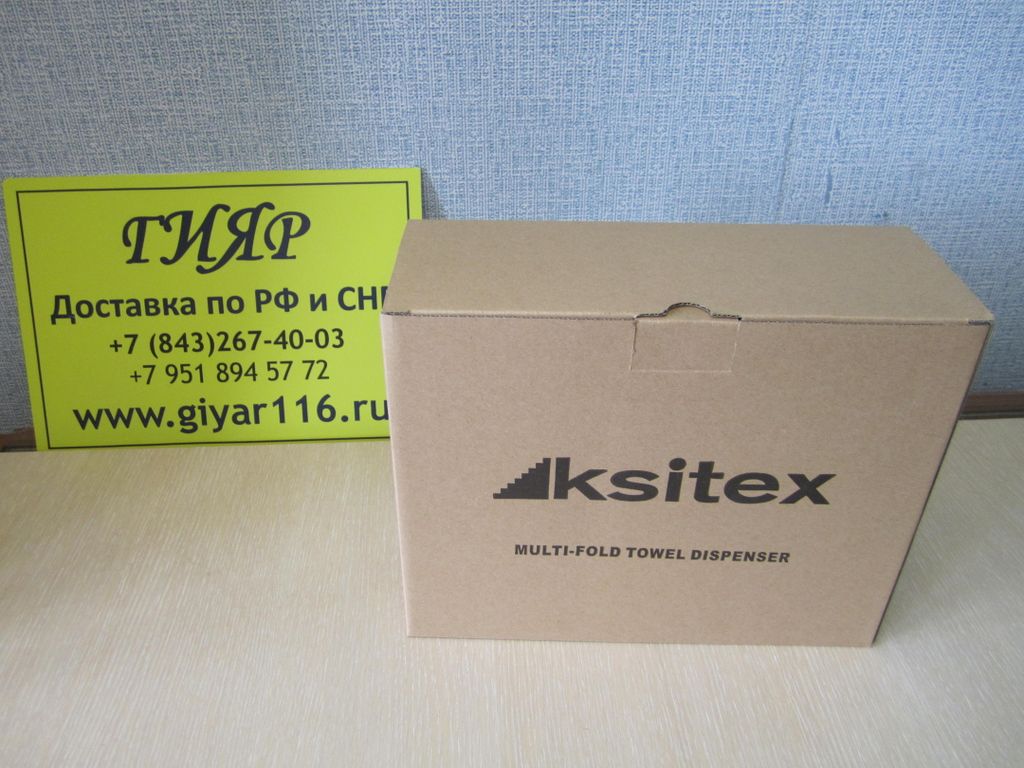 ГИЯР
Доставка по РФ и СНГ
+7 (843)267-40-03
+7 951 894 57 72
www.giyar116.ru
ksitex
MULTI-FOLD TOWEL DISPENSER